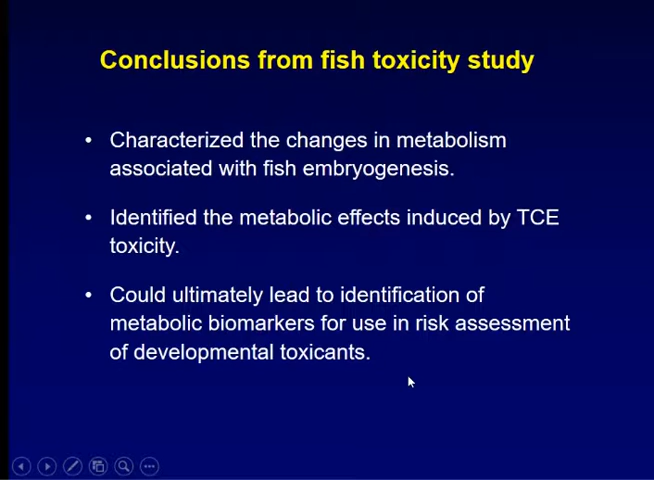 Conclusions from fish toxicity study
• Characterized the changes in metabolism
associated with fish embryogenesis.
• Identified the metabolic effects induced by TCE
toxicity.
• Could ultimately lead to identification of
metabolic biomarkers for use in risk assessment
of developmental toxicants.